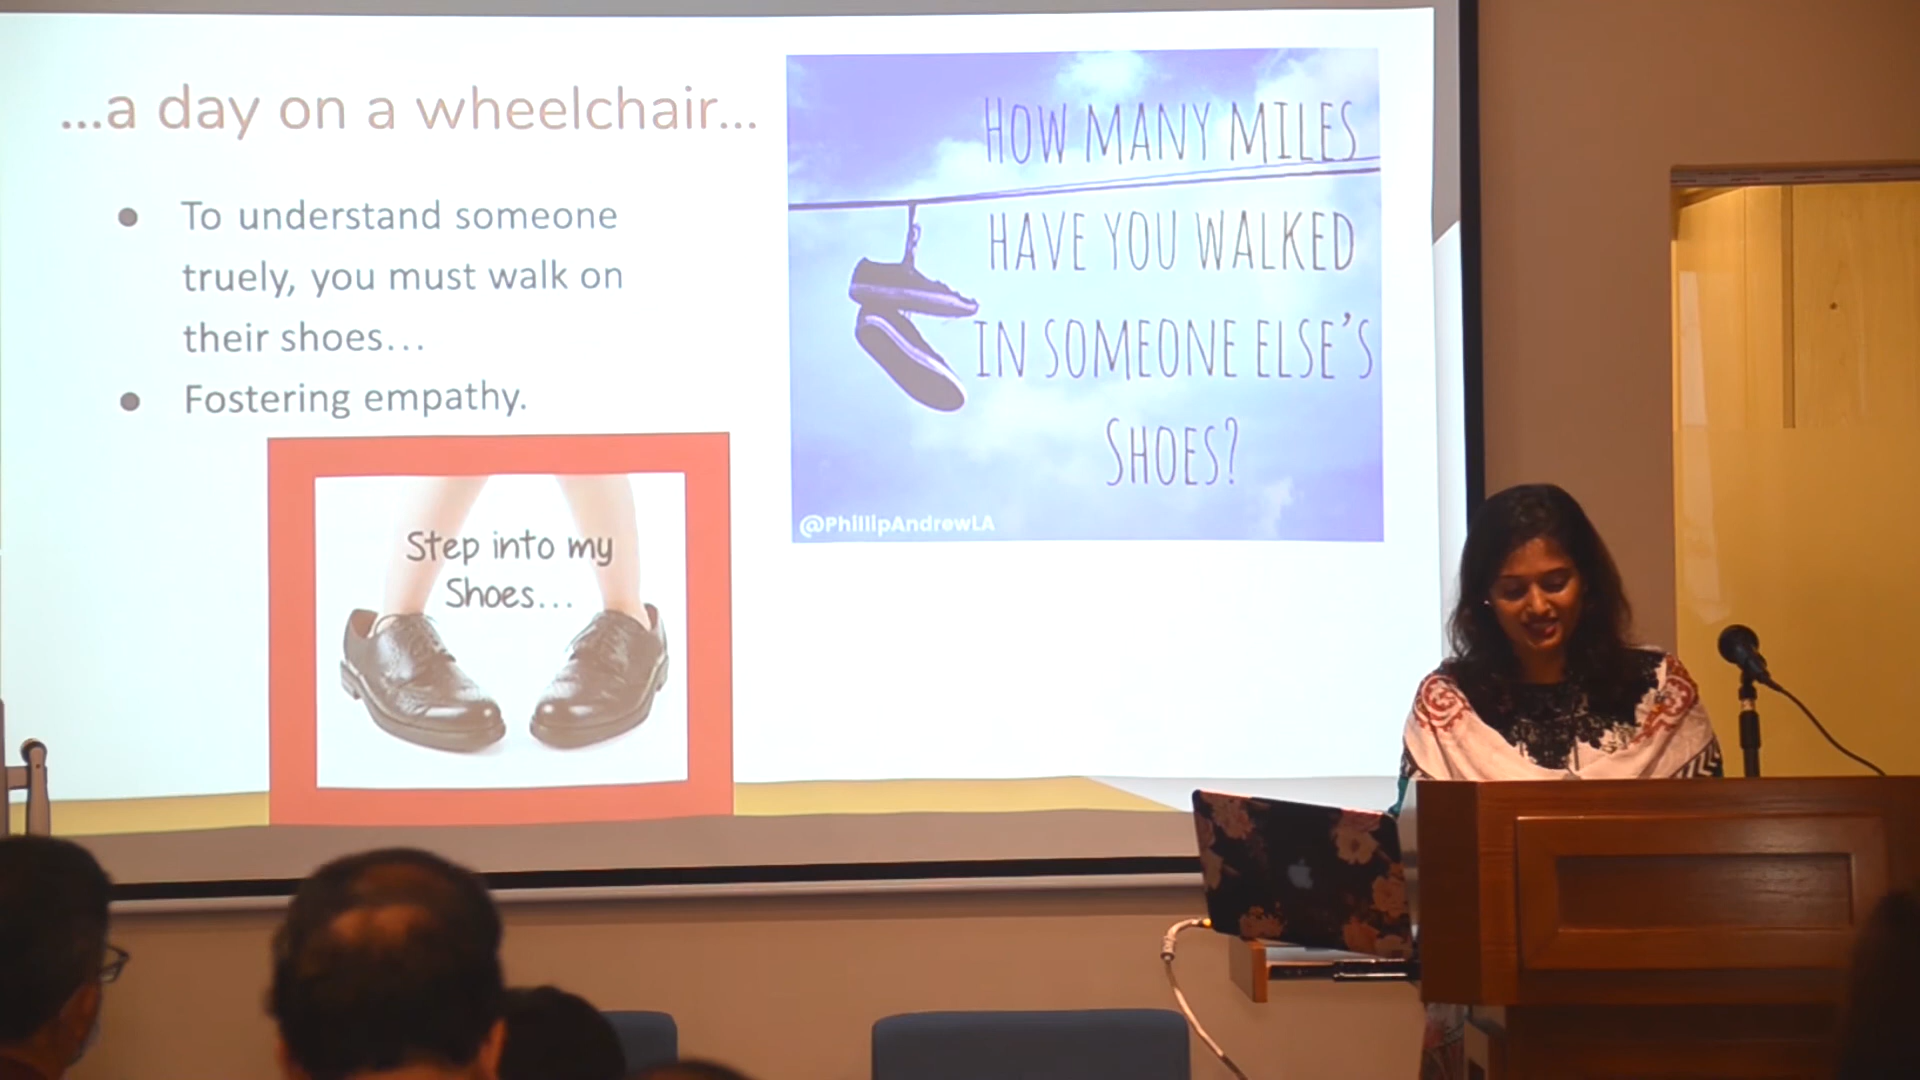 ...a day on a wheelchair...
To understand someone
truely, you must walk on
their shoes...
Fostering empathy.
Step into my
Shoes...
HOW MANY MILES
HAVE YOU WALKED
IN SOMEONE ELSE'S
SHOES?
@PhillipAndrewLA